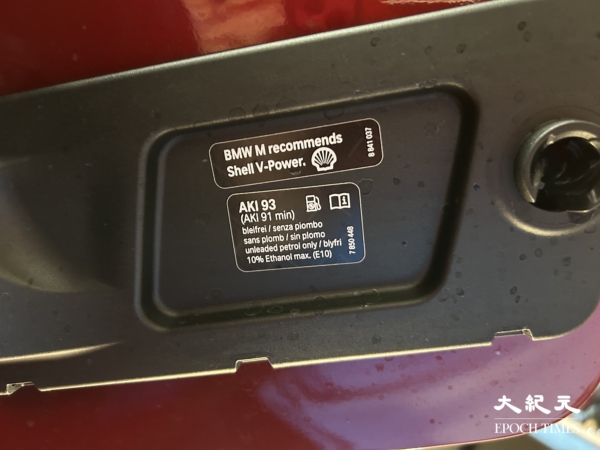 BMW M recommends
Shell V-Power.
8 841 037
AKI 93
(AKI 91 min)
bleifrei / senza piombo
sans plomb / sin plomo
unleaded petrol only / blyfri
10% Ethanol max. (E10)
7 850 448
大紀元
EPOCH TIMES